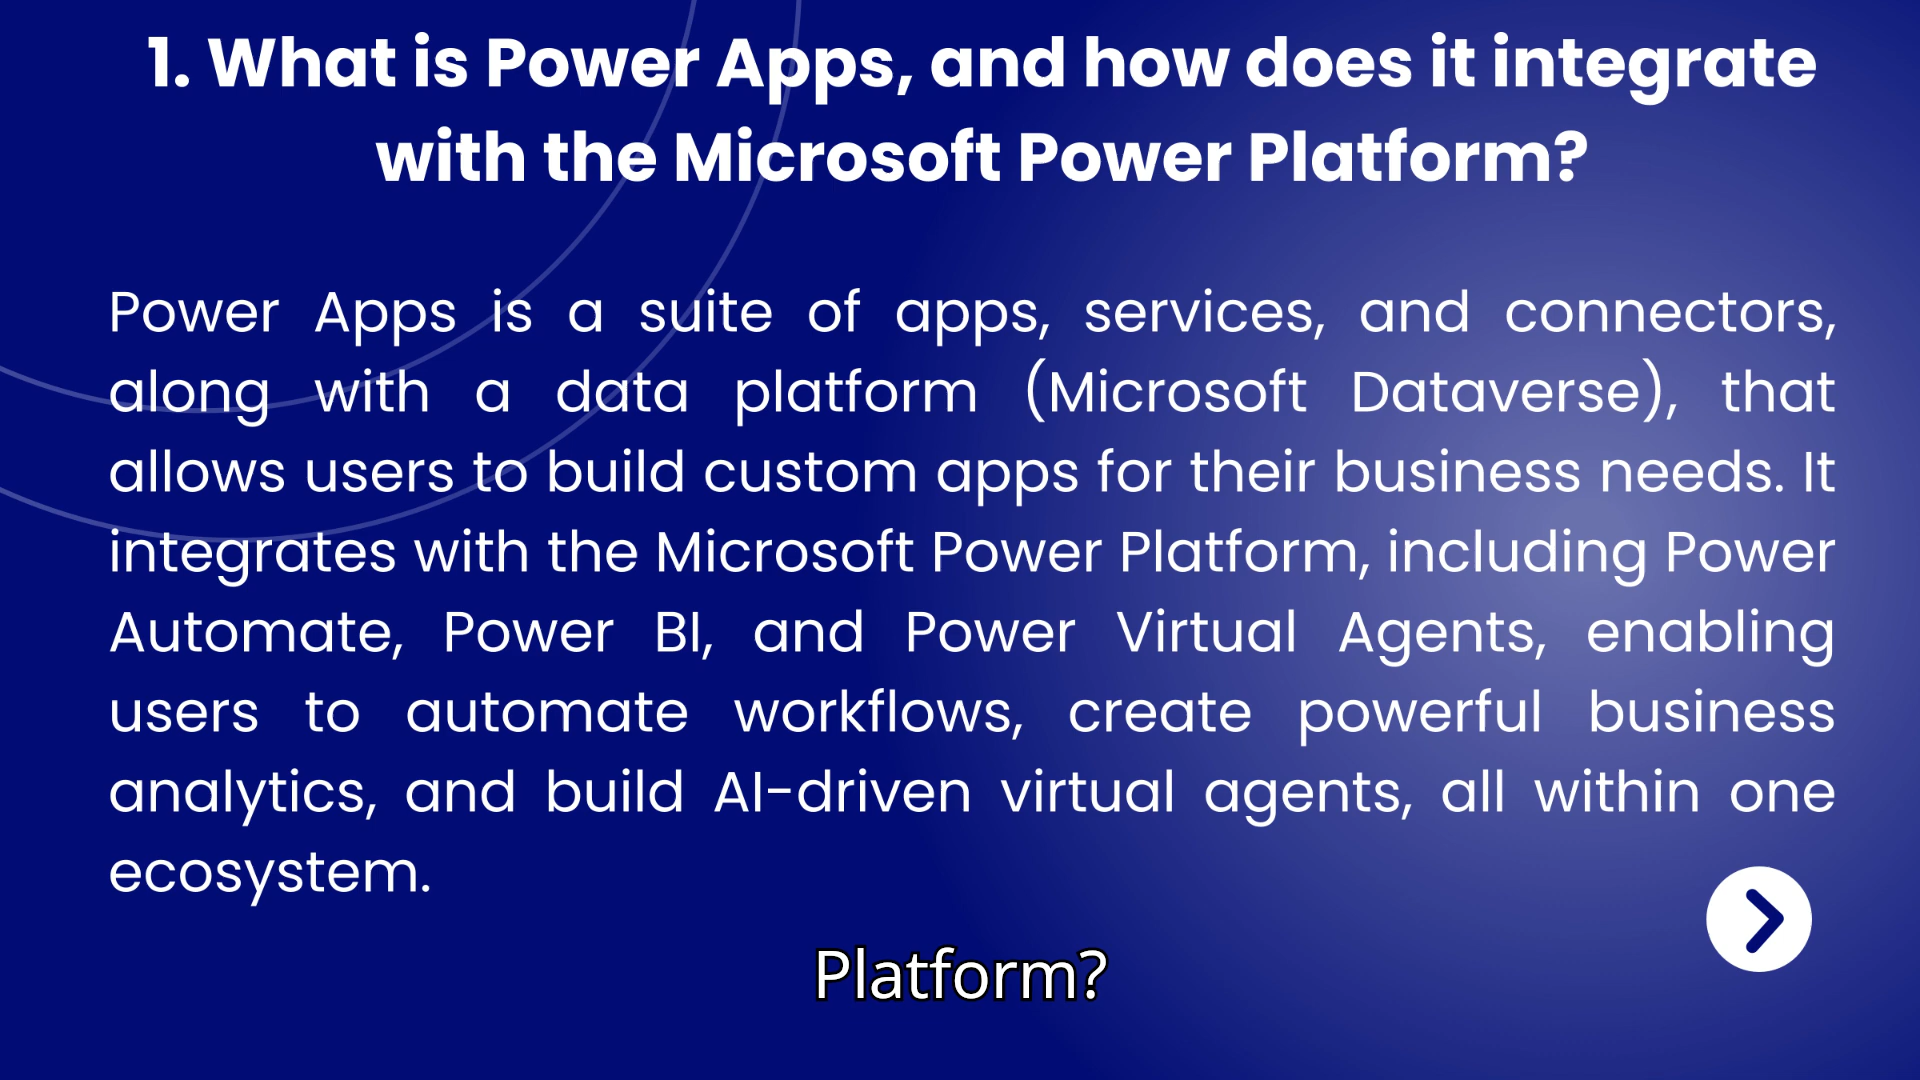 1. What is Power Apps, and how does it integrate
with the Microsoft Power Platform?
Power Apps is a suite of apps, services, and connectors,
along with a data platform (Microsoft Dataverse), that
allows users to build custom apps for their business needs. It
integrates with the Microsoft Power Platform, including Power
Automate, Power BI, and Power Virtual Agents, enabling
users to automate workflows, create powerful business
analytics, and build AI-driven virtual agents, all within one
ecosystem.
Platform?